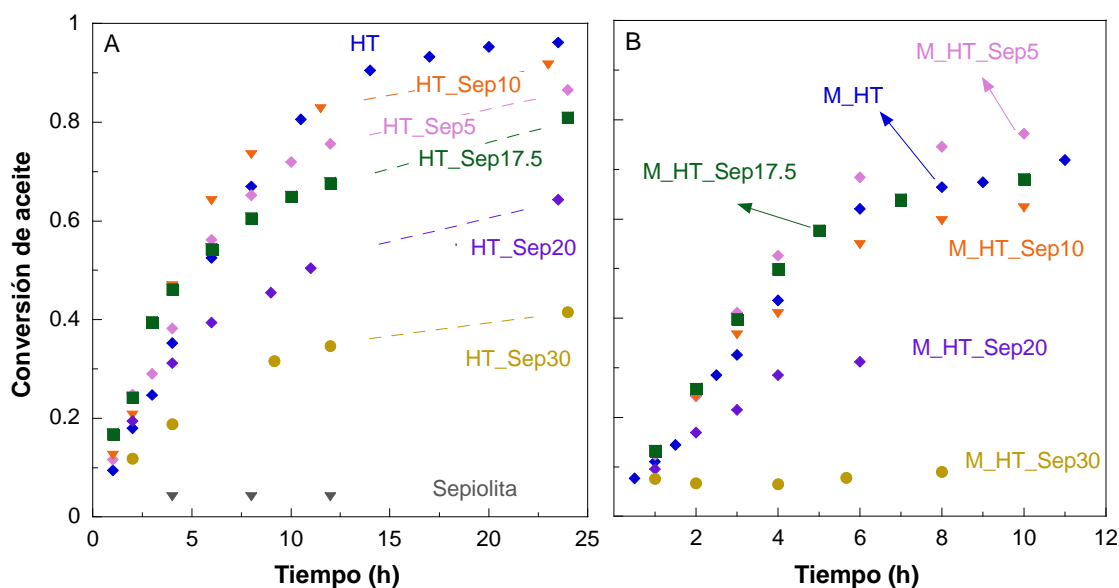 A
B
HT
HT_Sep10
HT_Sep5
HT_Sep17.5
HT_Sep20
HT_Sep30
Sepiolita
M_HT_Sep5
M_HT
M_HT_Sep17.5
M_HT_Sep10
M_HT_Sep20
M_HT_Sep30
Conversión de aceite
1
0.8
0.6
0.4
0.2
0
0 5 10 15 20 25
2 4 6 8 10 12
Tiempo (h)
Tiempo (h)